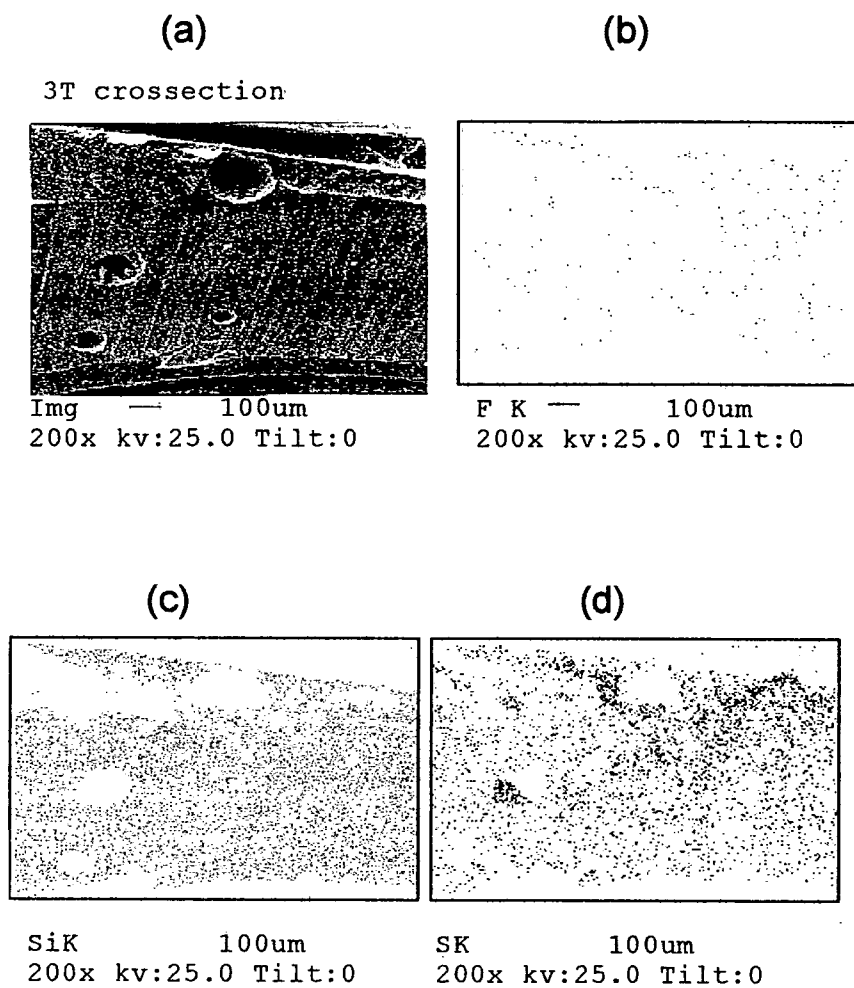 (a)
(b)
3T crossection
Img — 100um
200x kv:25.0 Tilt:0
F K — 100um
200x kv:25.0 Tilt:0
(c)
(d)
SiK 100um
200x kv:25.0 Tilt:0
SK 100um
200x kv:25.0 Tilt:0